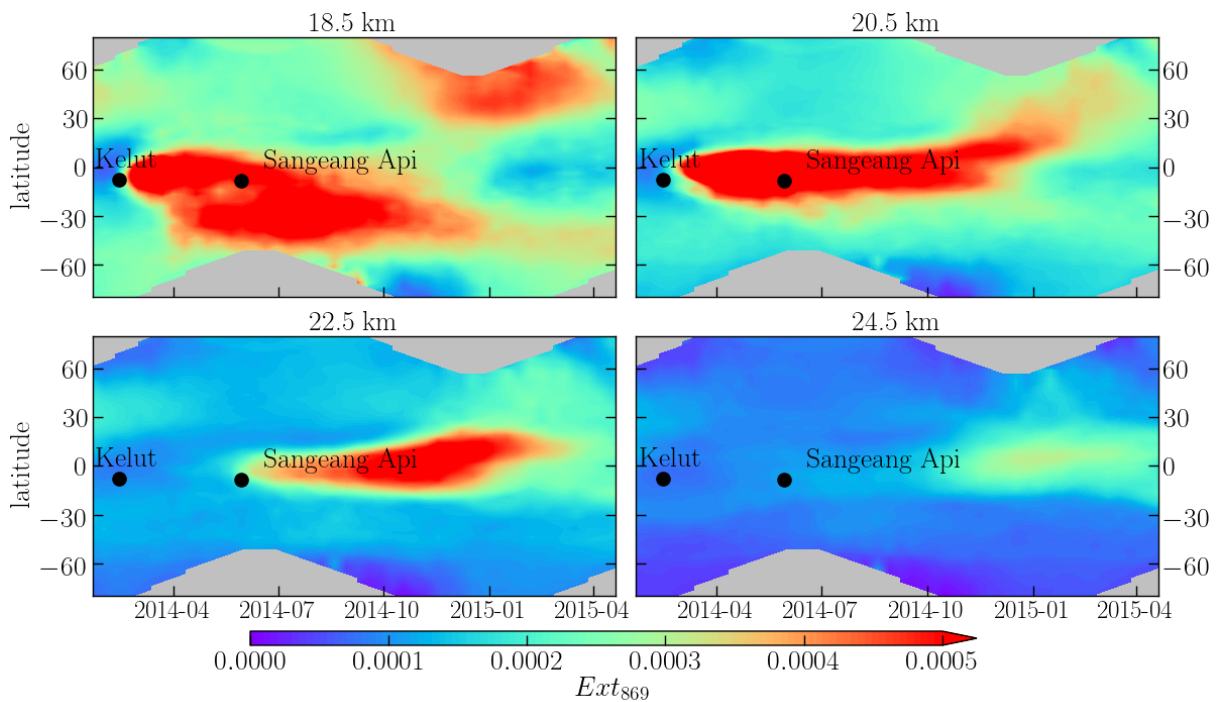 18.5 km
20.5 km
60
30
0
−30
−60
latitude
Kelut
Sangeang Api
Kelut
Sangeang Api
60
30
0
−30
−60
22.5 km
24.5 km
60
30
0
−30
−60
latitude
Kelut
Sangeang Api
Kelut
Sangeang Api
60
30
0
−30
−60
2014-04 2014-07 2014-10 2015-01 2015-04
2014-04 2014-07 2014-10 2015-01 2015-04
0.0000 0.0001 0.0002 0.0003 0.0004 0.0005
Ext869